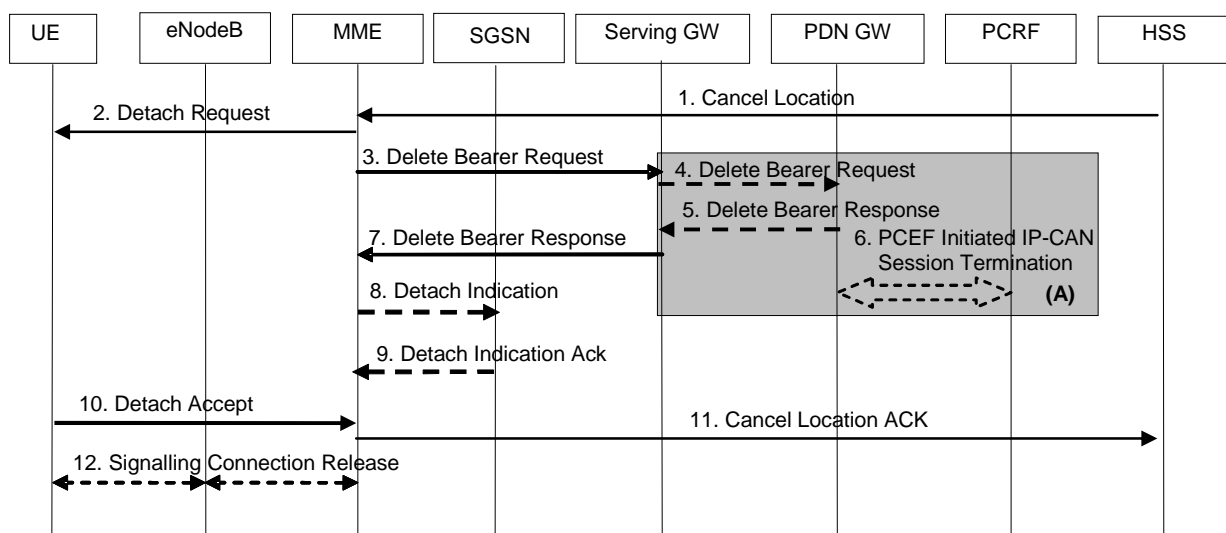 UE
eNodeB
MME
SGSN
Serving GW
PDN GW
PCRF
HSS
1. Cancel Location
2. Detach Request
3. Delete Bearer Request
4. Delete Bearer Request
5. Delete Bearer Response
7. Delete Bearer Response
6. PCEF Initiated IP-CAN
Session Termination
8. Detach Indication
(A)
9. Detach Indication Ack
10. Detach Accept
11. Cancel Location ACK
12. Signalling Connection Release